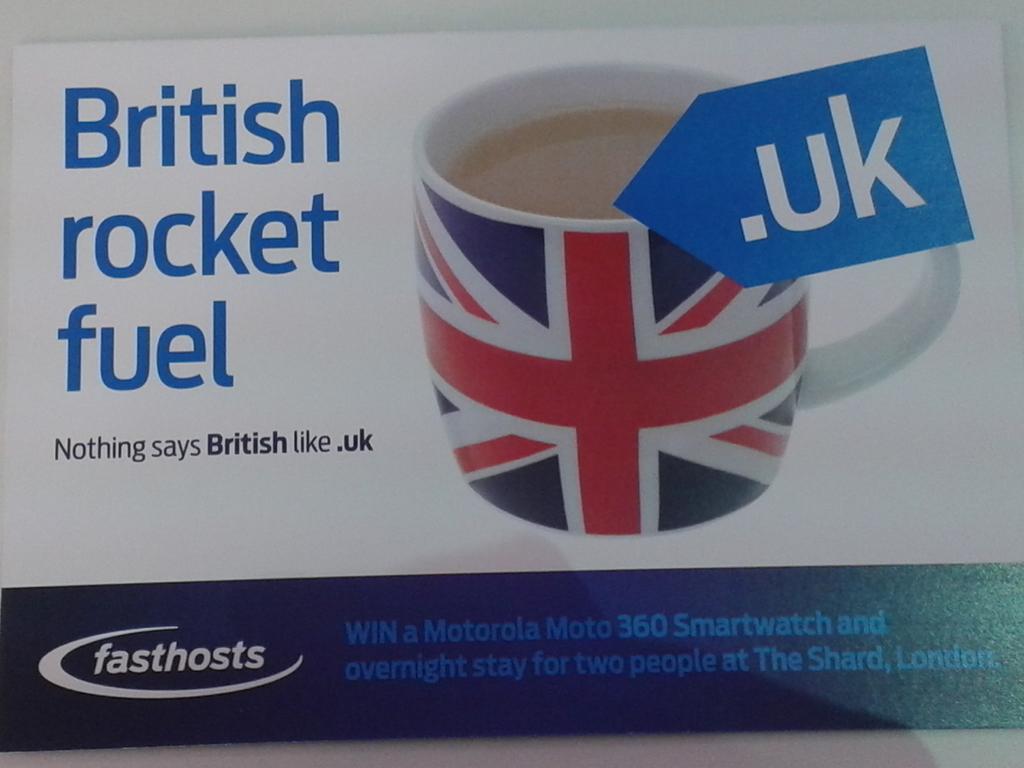 British
rocket
fuel
Nothing says British like .uk
.uk
fasthosts
WIN a Motorola Moto 360 Smartwatch and
overnight stay for two people at The Shard, London.